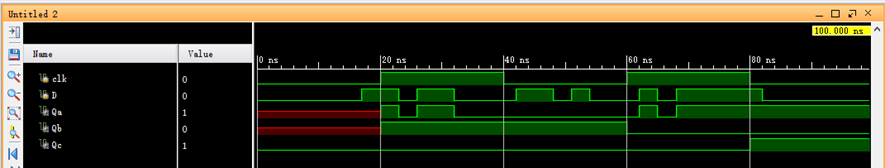 Untitled 2
100.000 ns
Name Value
0 ns 20 ns 40 ns 60 ns 80 ns
clk 0
D 0
Qa 1
Qb 0
Qc 1